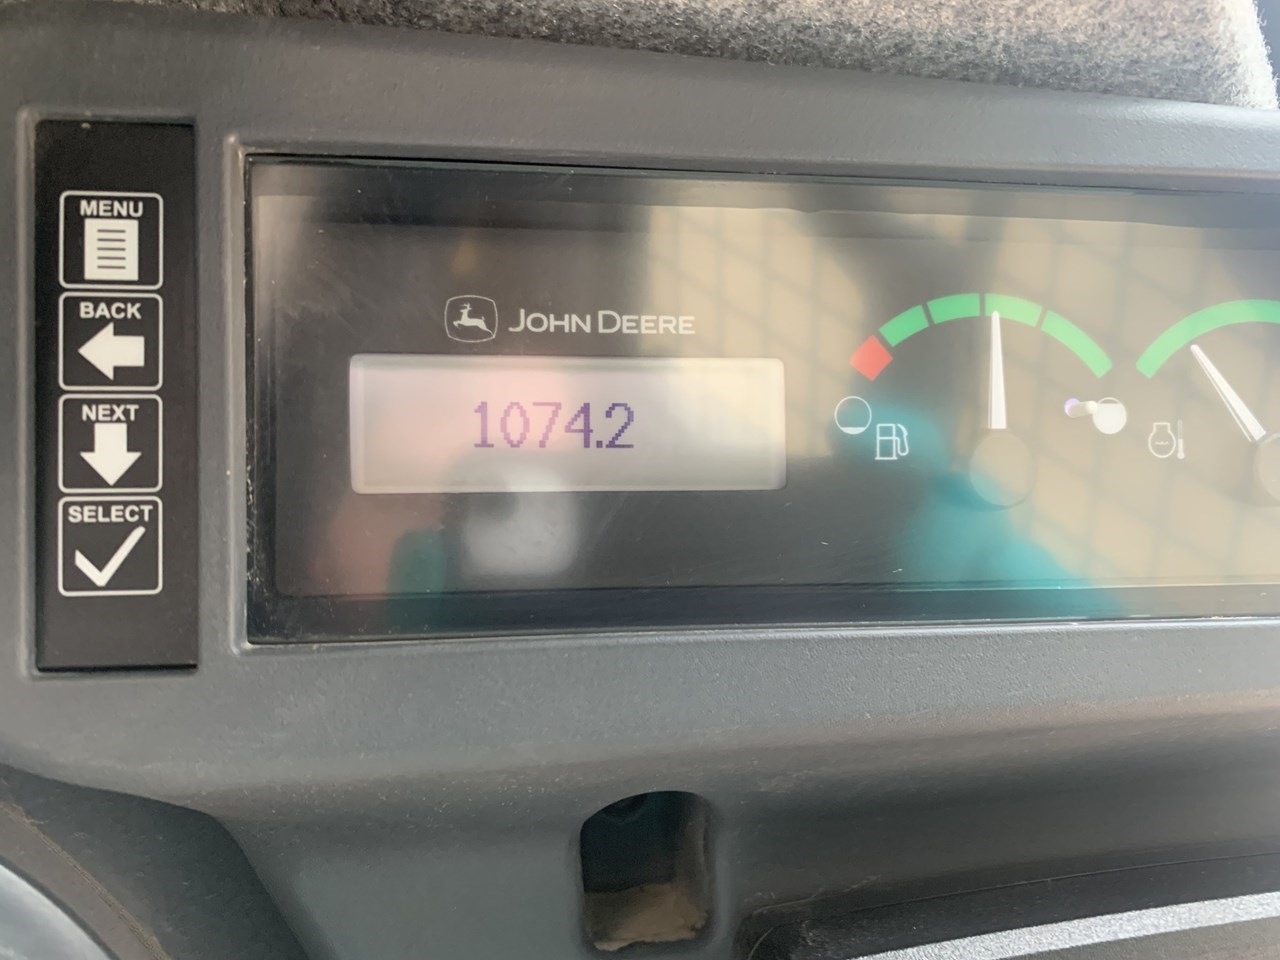 MENU
BACK
NEXT
SELECT
JOHN DEERE
1074.2